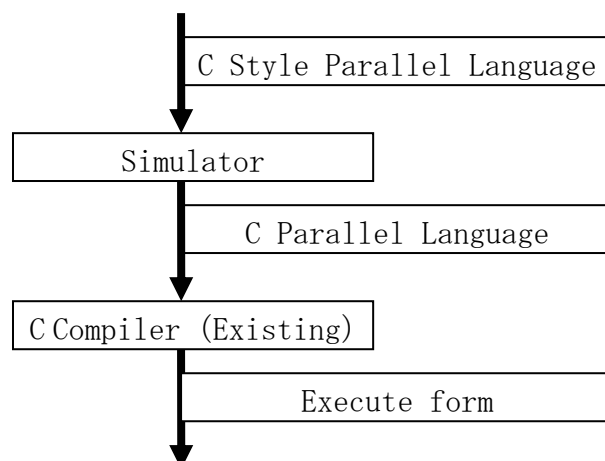 C Style Parallel Language
Simulator
C Parallel Language
C Compiler (Existing)
Execute form